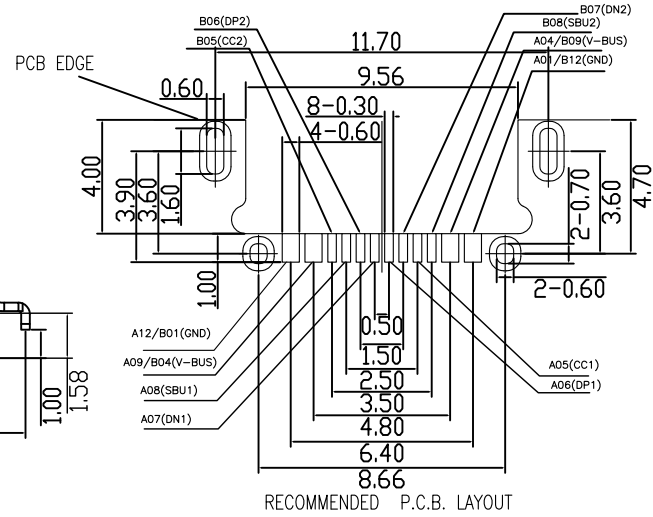 B07(DN2)
B06(DP2)
B08(SBU2)
B05(CC2)
11.70
A04/B09(V-BUS)
PCB EDGE
A01/B12(GND)
9.56
0.60
8-0.30
4-0.60
4.00
3.90
3.60
1.60
2-0.70
3.60
4.70
1.00
2-0.60
0.50
A12/B01(GND)
1.50
A09/B04(V-BUS)
A05(CC1)
2.50
A06(DP1)
A08(SBU1)
3.50
A07(DN1)
4.80
1.00
1.58
6.40
8.66
RECOMMENDED P.C.B. LAYOUT